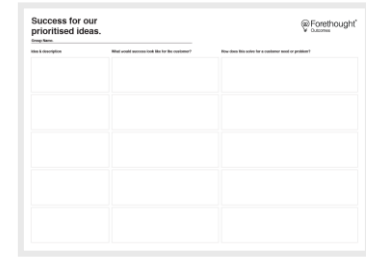 Success for our
prioritised ideas.
Forethought
Outcomes
Group Name:
Idea & description
What would success look like for the customer?
How does this solve for a customer need or problem?